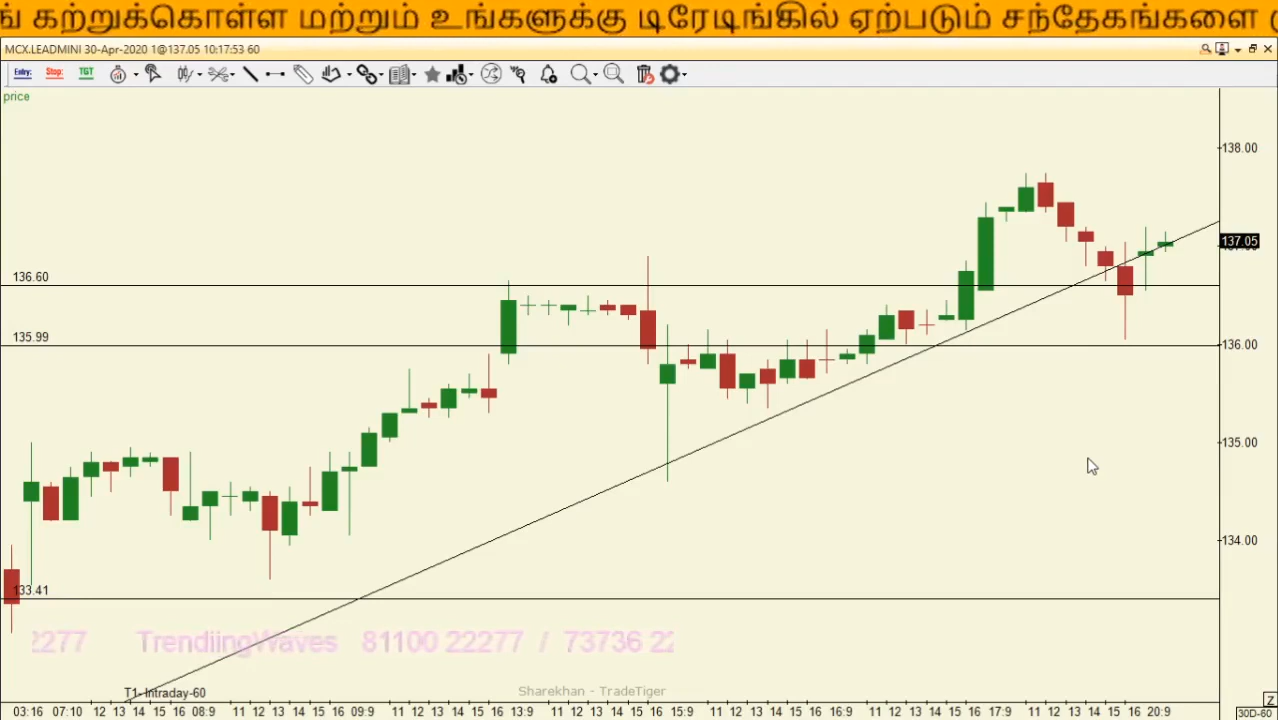 கற்றுக்கொள்ள மற்றும் உங்களுக்கு டிரேடிங்கில் ஏற்படும் சந்தேகங்களை
MCX.LEADMINI 30-Apr-2020 1@137.05 10:17:53 60
Entry: Stop: TGT
price
138.00
137.05
136.60
135.99
136.00
135.00
134.00
133.41
2277 TrendiingWaves 81100 22277 / 73736 22
T1- Intraday-60
Sharekhan - TradeTiger
Z
03:16 07:10 12 13 14 15 16 08:9 11 12 13 14 15 16 09:9 11 12 13 14 15 16 13:9 11 12 13 14 15 16 15:9 11 12 13 14 15 16 16:9 11 12 13 14 15 16 17:9 11 12 13 14 15 16 20:9
30D-60